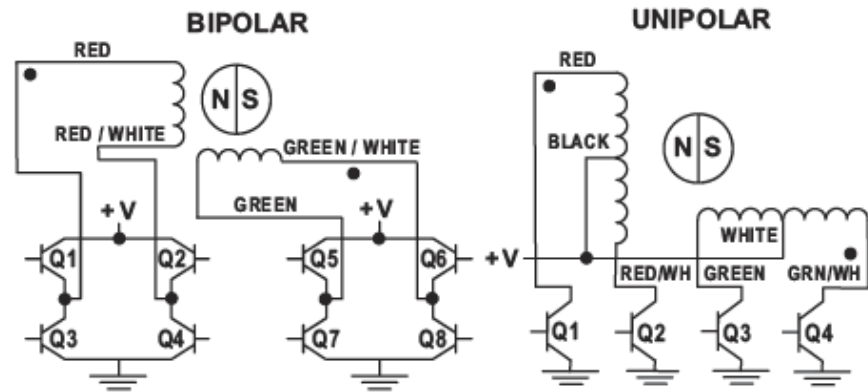 BIPOLAR
RED
N S
RED / WHITE
GREEN / WHITE
GREEN
+V
+V
Q1
Q2
Q5
Q6
Q3
Q4
Q7
Q8
UNIPOLAR
RED
BLACK
N S
WHITE
+V
RED/WH
GREEN
GRN/WH
Q1
Q2
Q3
Q4